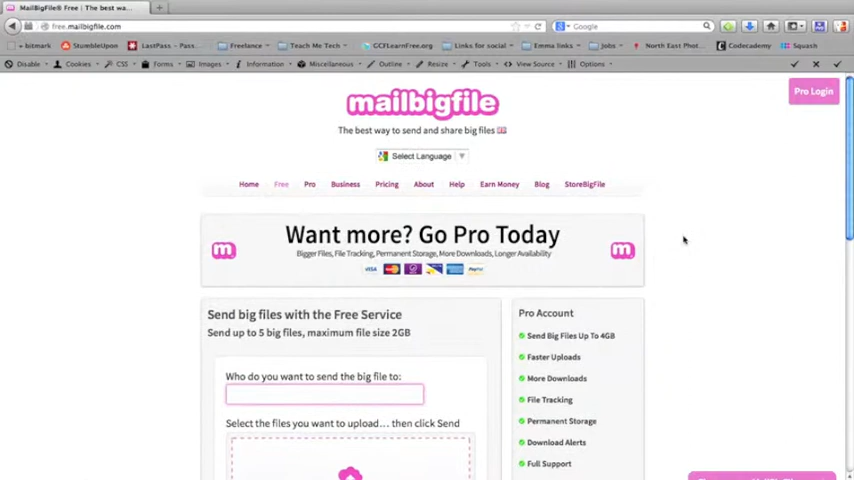 MailBigFile® Free | The best wa...
free.mailbigfile.com
Google
+ bitmark
StumbleUpon
LastPass - Pass...
Freelance
Teach Me Tech
GCFLearnFree.org
Links for social
Emma links
Jobs
North East Phot...
Codecademy
Squash
Disable
Cookies
CSS
Forms
Images
Information
Miscellaneous
Outline
Resize
Tools
View Source
Options
Pro Login
mailbigfile
The best way to send and share big files
Select Language
Home Free Pro Business Pricing About Help Earn Money Blog StoreBigFile
m
Want more? Go Pro Today
m
Bigger Files, File Tracking, Permanent Storage, More Downloads, Longer Availability
VISA
PayPal
Send big files with the Free Service
Send up to 5 big files, maximum file size 2GB
Who do you want to send the big file to:
Select the files you want to upload... then click Send
Pro Account
Send Big Files Up To 4GB
Faster Uploads
More Downloads
File Tracking
Permanent Storage
Download Alerts
Full Support